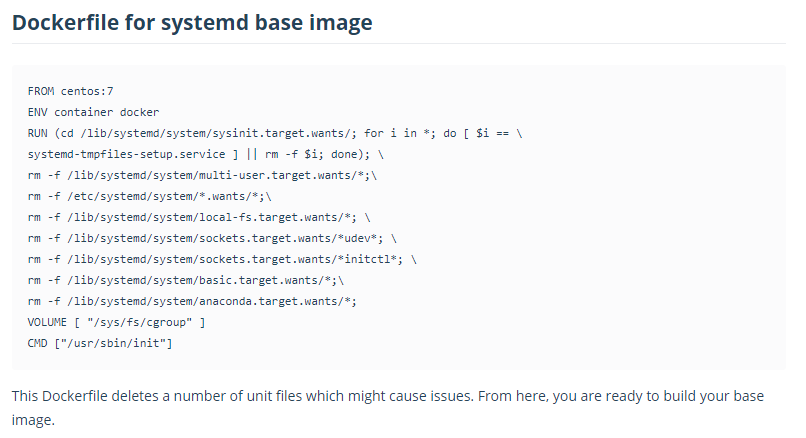 Dockerfile for systemd base image
FROM centos:7
ENV container docker
RUN (cd /lib/systemd/system/sysinit.target.wants/; for i in *; do [ $i == \
systemd-tmpfiles-setup.service ] || rm -f $i; done); \
rm -f /lib/systemd/system/multi-user.target.wants/*;\
rm -f /etc/systemd/system/*.wants/*;\
rm -f /lib/systemd/system/local-fs.target.wants/*; \
rm -f /lib/systemd/system/sockets.target.wants/*udev*; \
rm -f /lib/systemd/system/sockets.target.wants/*initctl*; \
rm -f /lib/systemd/system/basic.target.wants/*;\
rm -f /lib/systemd/system/anaconda.target.wants/*;
VOLUME [ "/sys/fs/cgroup" ]
CMD ["/usr/sbin/init"]
This Dockerfile deletes a number of unit files which might cause issues. From here, you are ready to build your base
image.